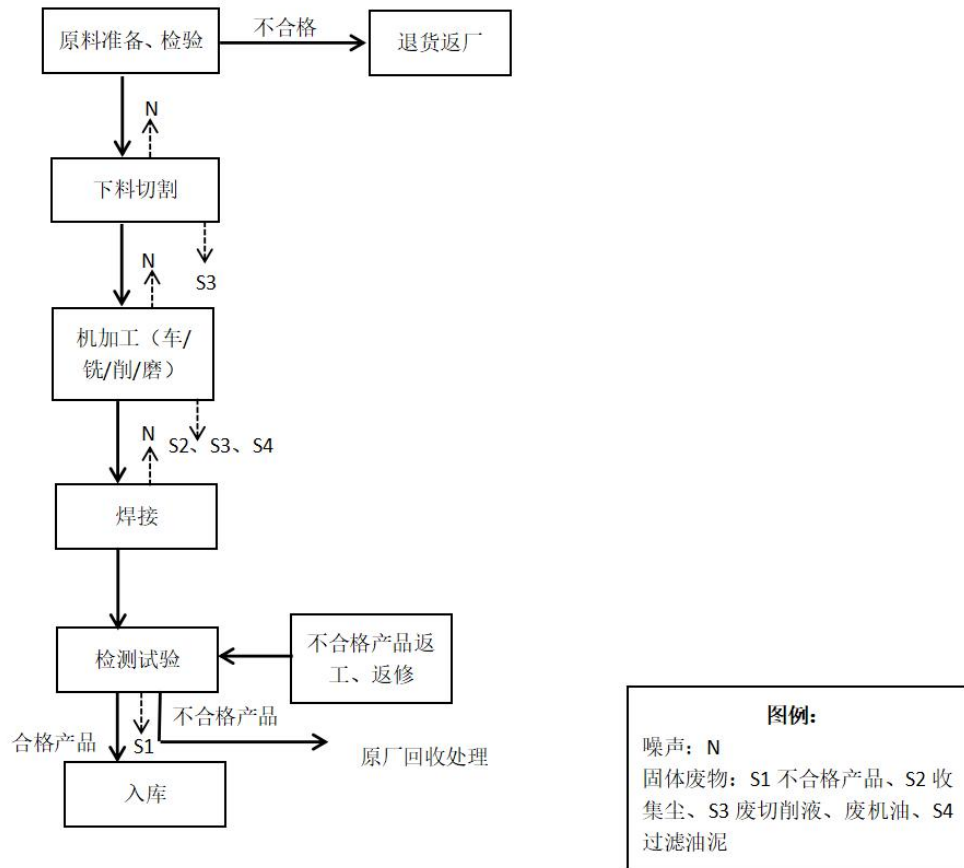 原料准备、检验
不合格
退货返厂
N
下料切割
N
S3
机加工（车/
铣/削/磨）
N
S2、S3、S4
焊接
检测试验
不合格产品返
工、返修
不合格产品
合格产品
S1
原厂回收处理
入库
图例：
噪声：N
固体废物：S1 不合格产品、S2 收
集尘、S3 废切削液、废机油、S4
过滤油泥